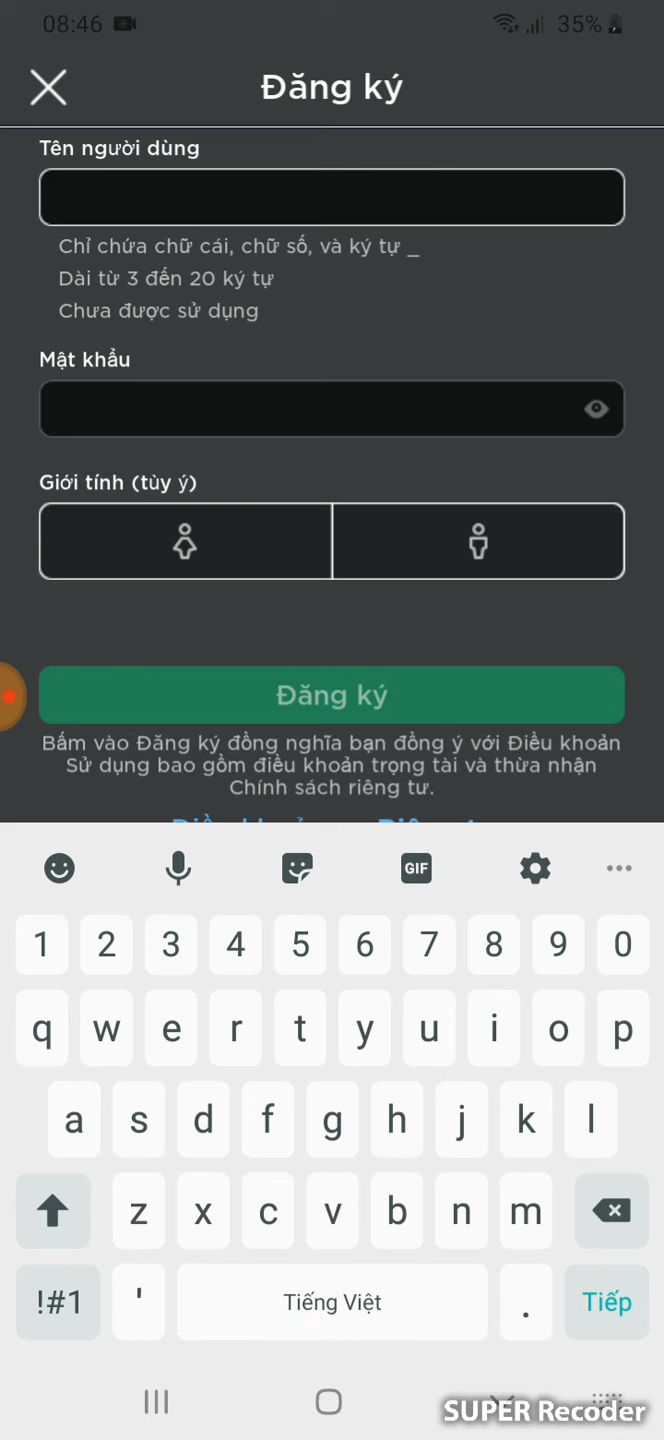 08:46
35%
Đăng ký
Tên người dùng
Chỉ chứa chữ cái, chữ số, và ký tự _
Dài từ 3 đến 20 ký tự
Chưa được sử dụng
Mật khẩu
Giới tính (tùy ý)
Đăng ký
Bấm vào Đăng ký đồng nghĩa bạn đồng ý với Điều khoản
Sử dụng bao gồm điều khoản trọng tài và thừa nhận
Chính sách riêng tư.
GIF
1 2 3 4 5 6 7 8 9 0
q w e r t y u i o p
a s d f g h j k l
z x c v b n m
!#1 ' Tiếng Việt . Tiếp
SUPER Recoder